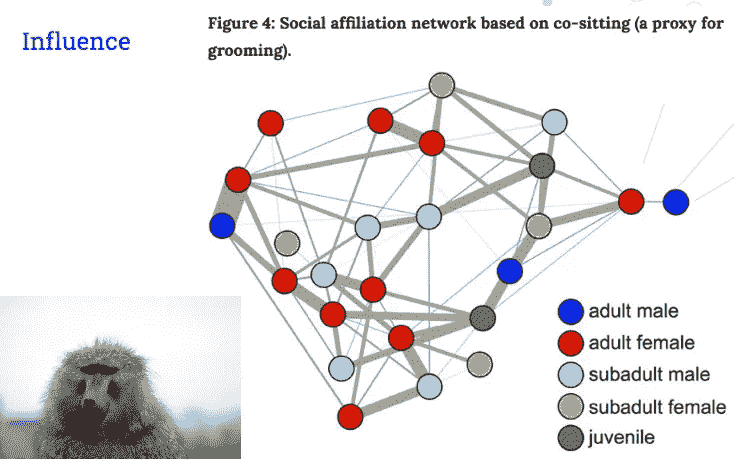 Influence
Figure 4: Social affiliation network based on co-sitting (a proxy for
grooming).
adult male
adult female
subadult male
subadult female
juvenile